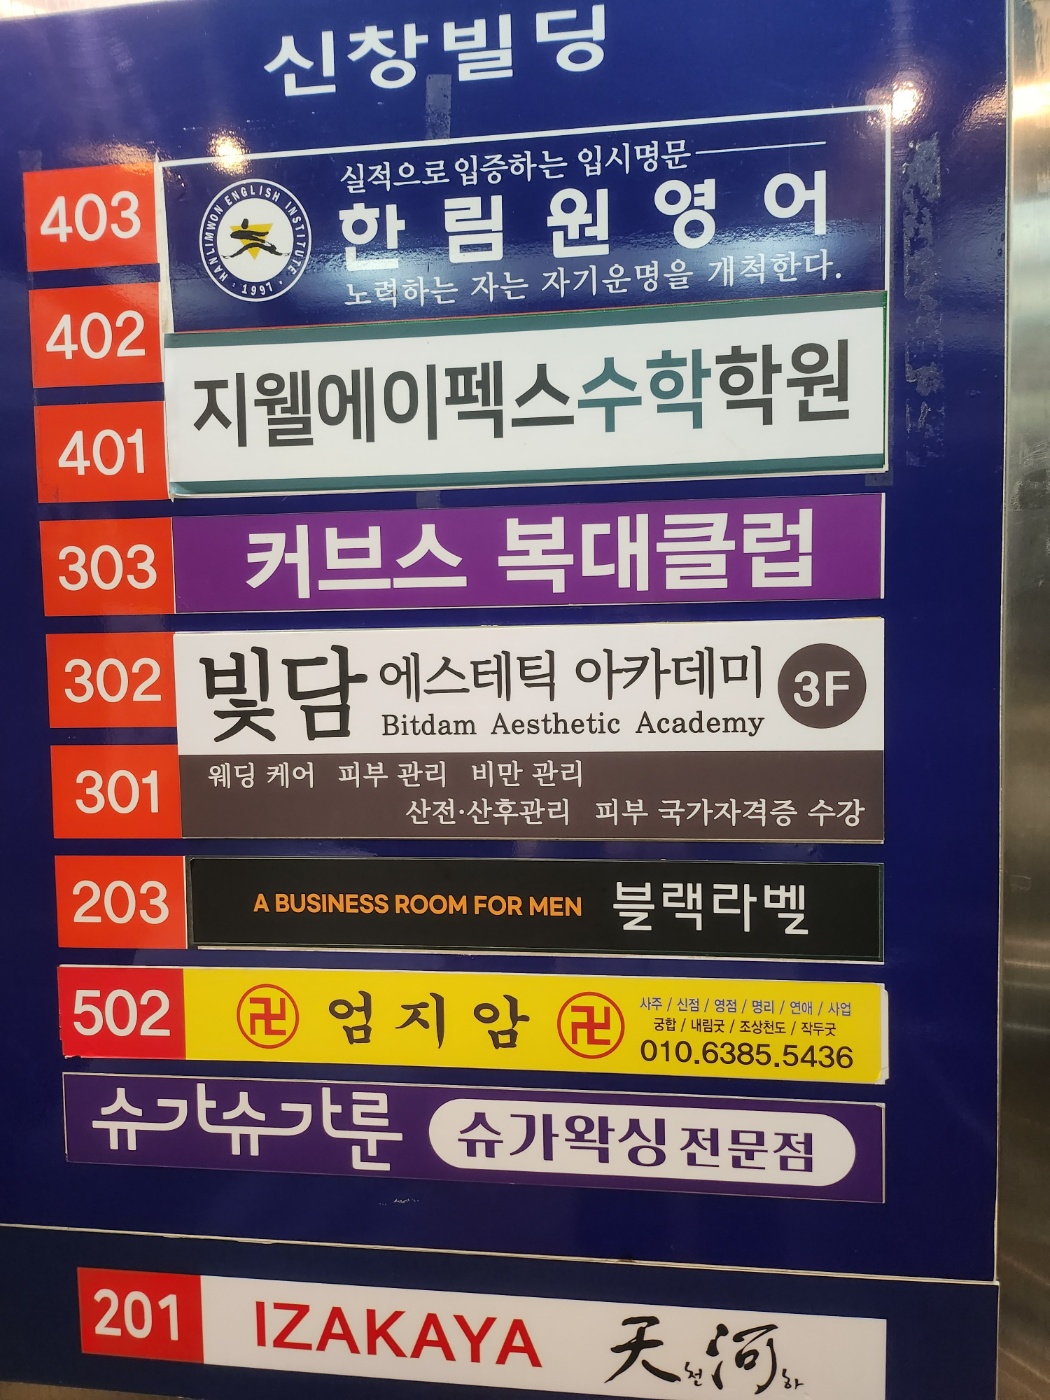 신창빌딩
403
실적으로 입증하는 입시명문
한림원영어
노력하는 자는 자기운명을 개척한다.
HANLIMWON ENGLISH INSTITUTE
1997
402
지웰에이펙스수학학원
401
303
커브스 복대클럽
302
빛담 에스테틱 아카데미 3F
Bitdam Aesthetic Academy
301
웨딩 케어 피부 관리 비만 관리
산전·산후관리 피부 국가자격증 수강
203
A BUSINESS ROOM FOR MEN 블랙라벨
502
卍 엄지암 卍
사주 / 신점 / 영점 / 명리 / 연애 / 사업
궁합 / 내림굿 / 조상천도 / 작두굿
010.6385.5436
슈가슈가룬 슈가왁싱전문점
201
IZAKAYA 天천河하